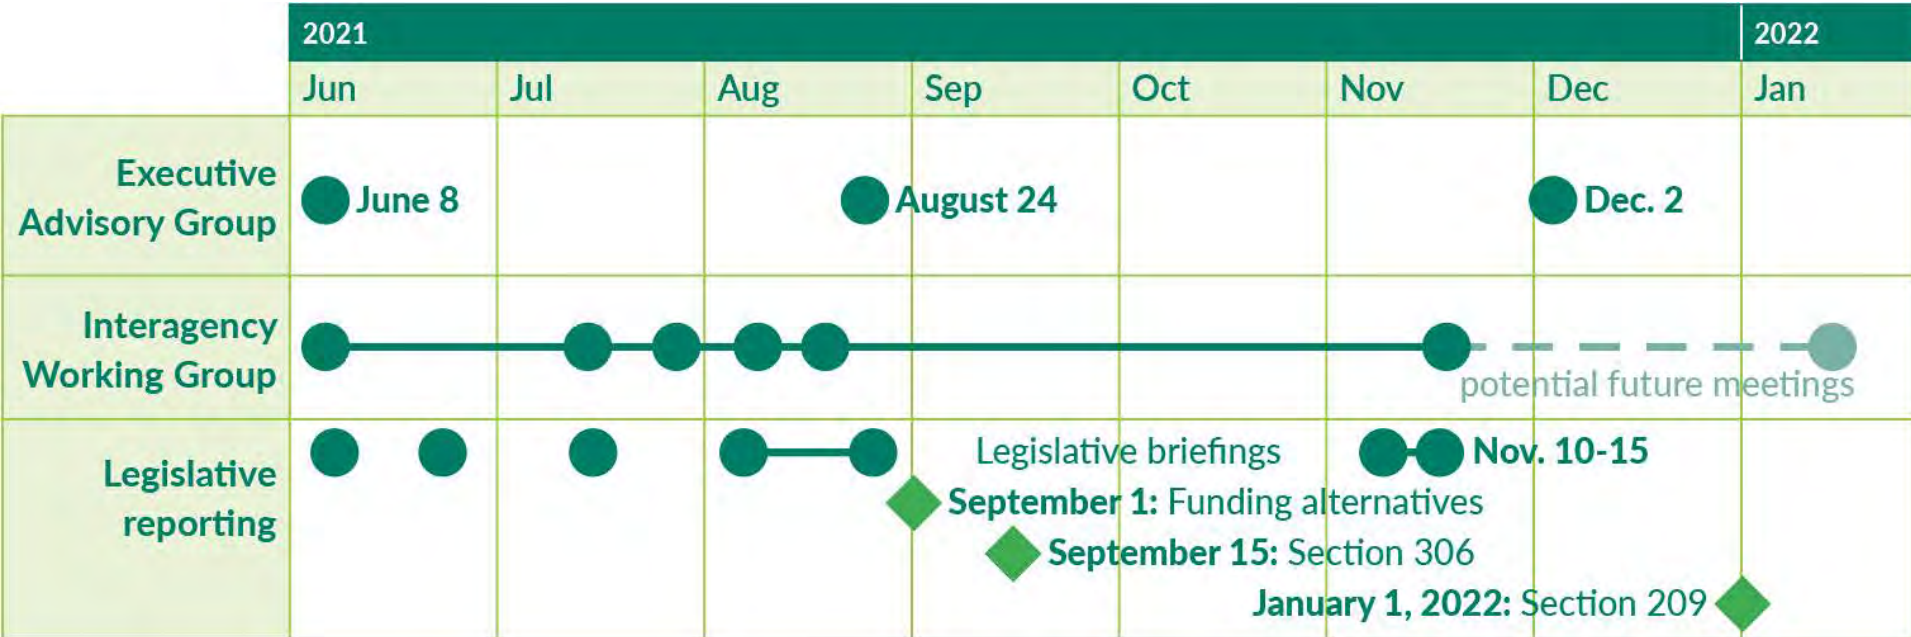 2021 2022
Jun Jul Aug Sep Oct Nov Dec Jan
Executive
Advisory Group
June 8 August 24 Dec. 2
Interagency
Working Group
potential future meetings
Legislative
reporting
Legislative briefings Nov. 10-15
September 1: Funding alternatives
September 15: Section 306
January 1, 2022: Section 209